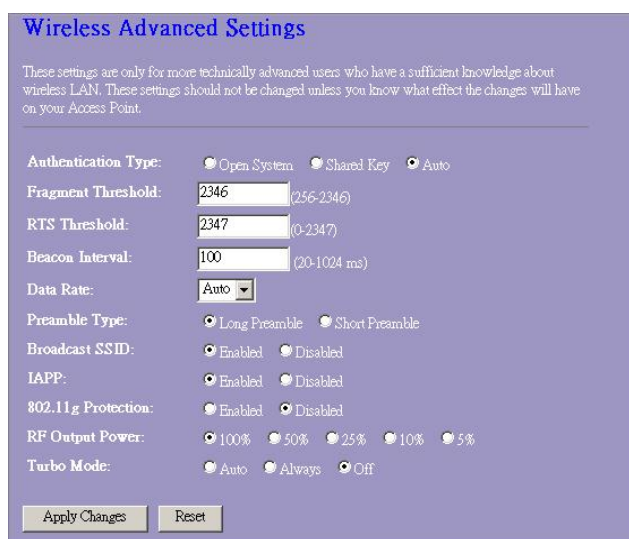 Wireless Advanced Settings
These settings are only for more technically advanced users who have a sufficient knowledge about
wireless LAN. These settings should not be changed unless you know what effect the changes will have
on your Access Point.
Authentication Type: Open System Shared Key Auto
Fragment Threshold: 2346 (256-2346)
RTS Threshold: 2347 (0-2347)
Beacon Interval: 100 (20-1024 ms)
Data Rate: Auto
Preamble Type: Long Preamble Short Preamble
Broadcast SSID: Enabled Disabled
IAPP: Enabled Disabled
802.11g Protection: Enabled Disabled
RF Output Power: 100% 50% 25% 10% 5%
Turbo Mode: Auto Always Off
Apply Changes Reset